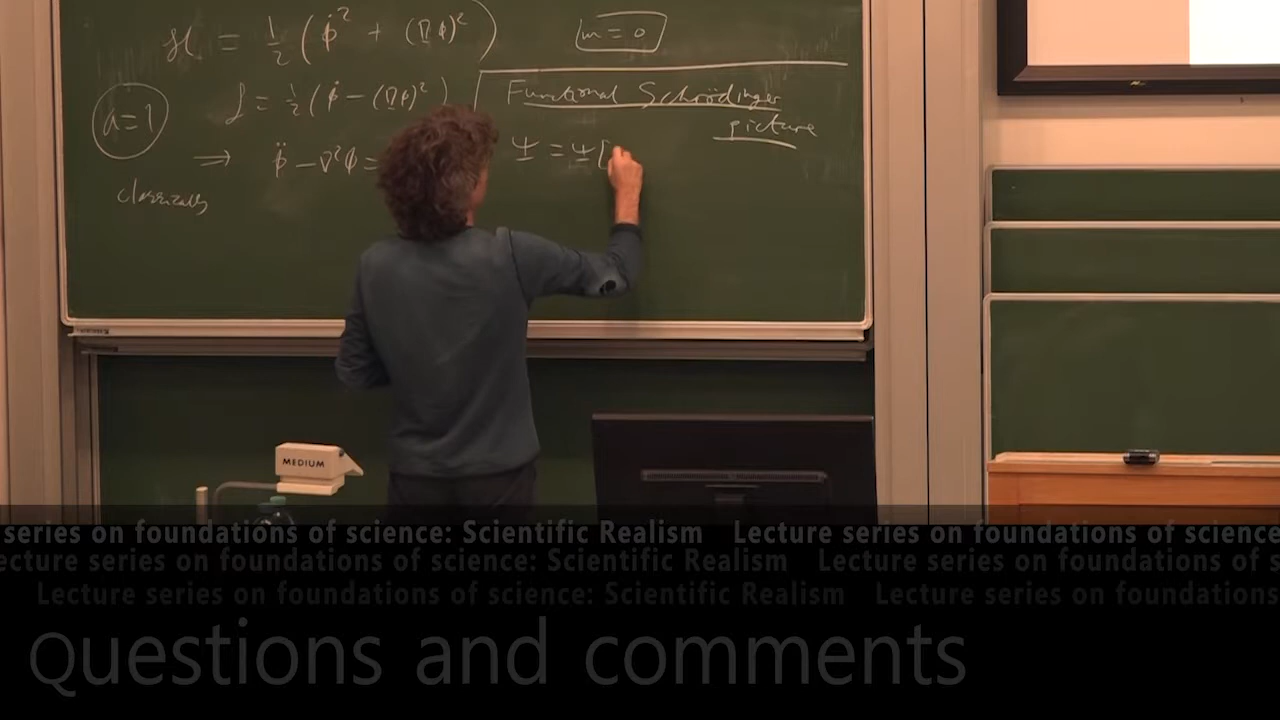 ℋ = ½(ϕ̇² + (∇ϕ)²)
m = 0
ℒ = ½(ϕ̇ − (∇ϕ)²)
a = 1
Functional Schrödinger
picture
⇒ ϕ̈ − ∇²ϕ =
Ψ = Ψ[
classically
MEDIUM
series on foundations of science: Scientific Realism Lecture series on foundations of science
ecture series on foundations of science: Scientific Realism Lecture series on foundations of s
Lecture series on foundations of science: Scientific Realism Lecture series on foundations
Questions and comments